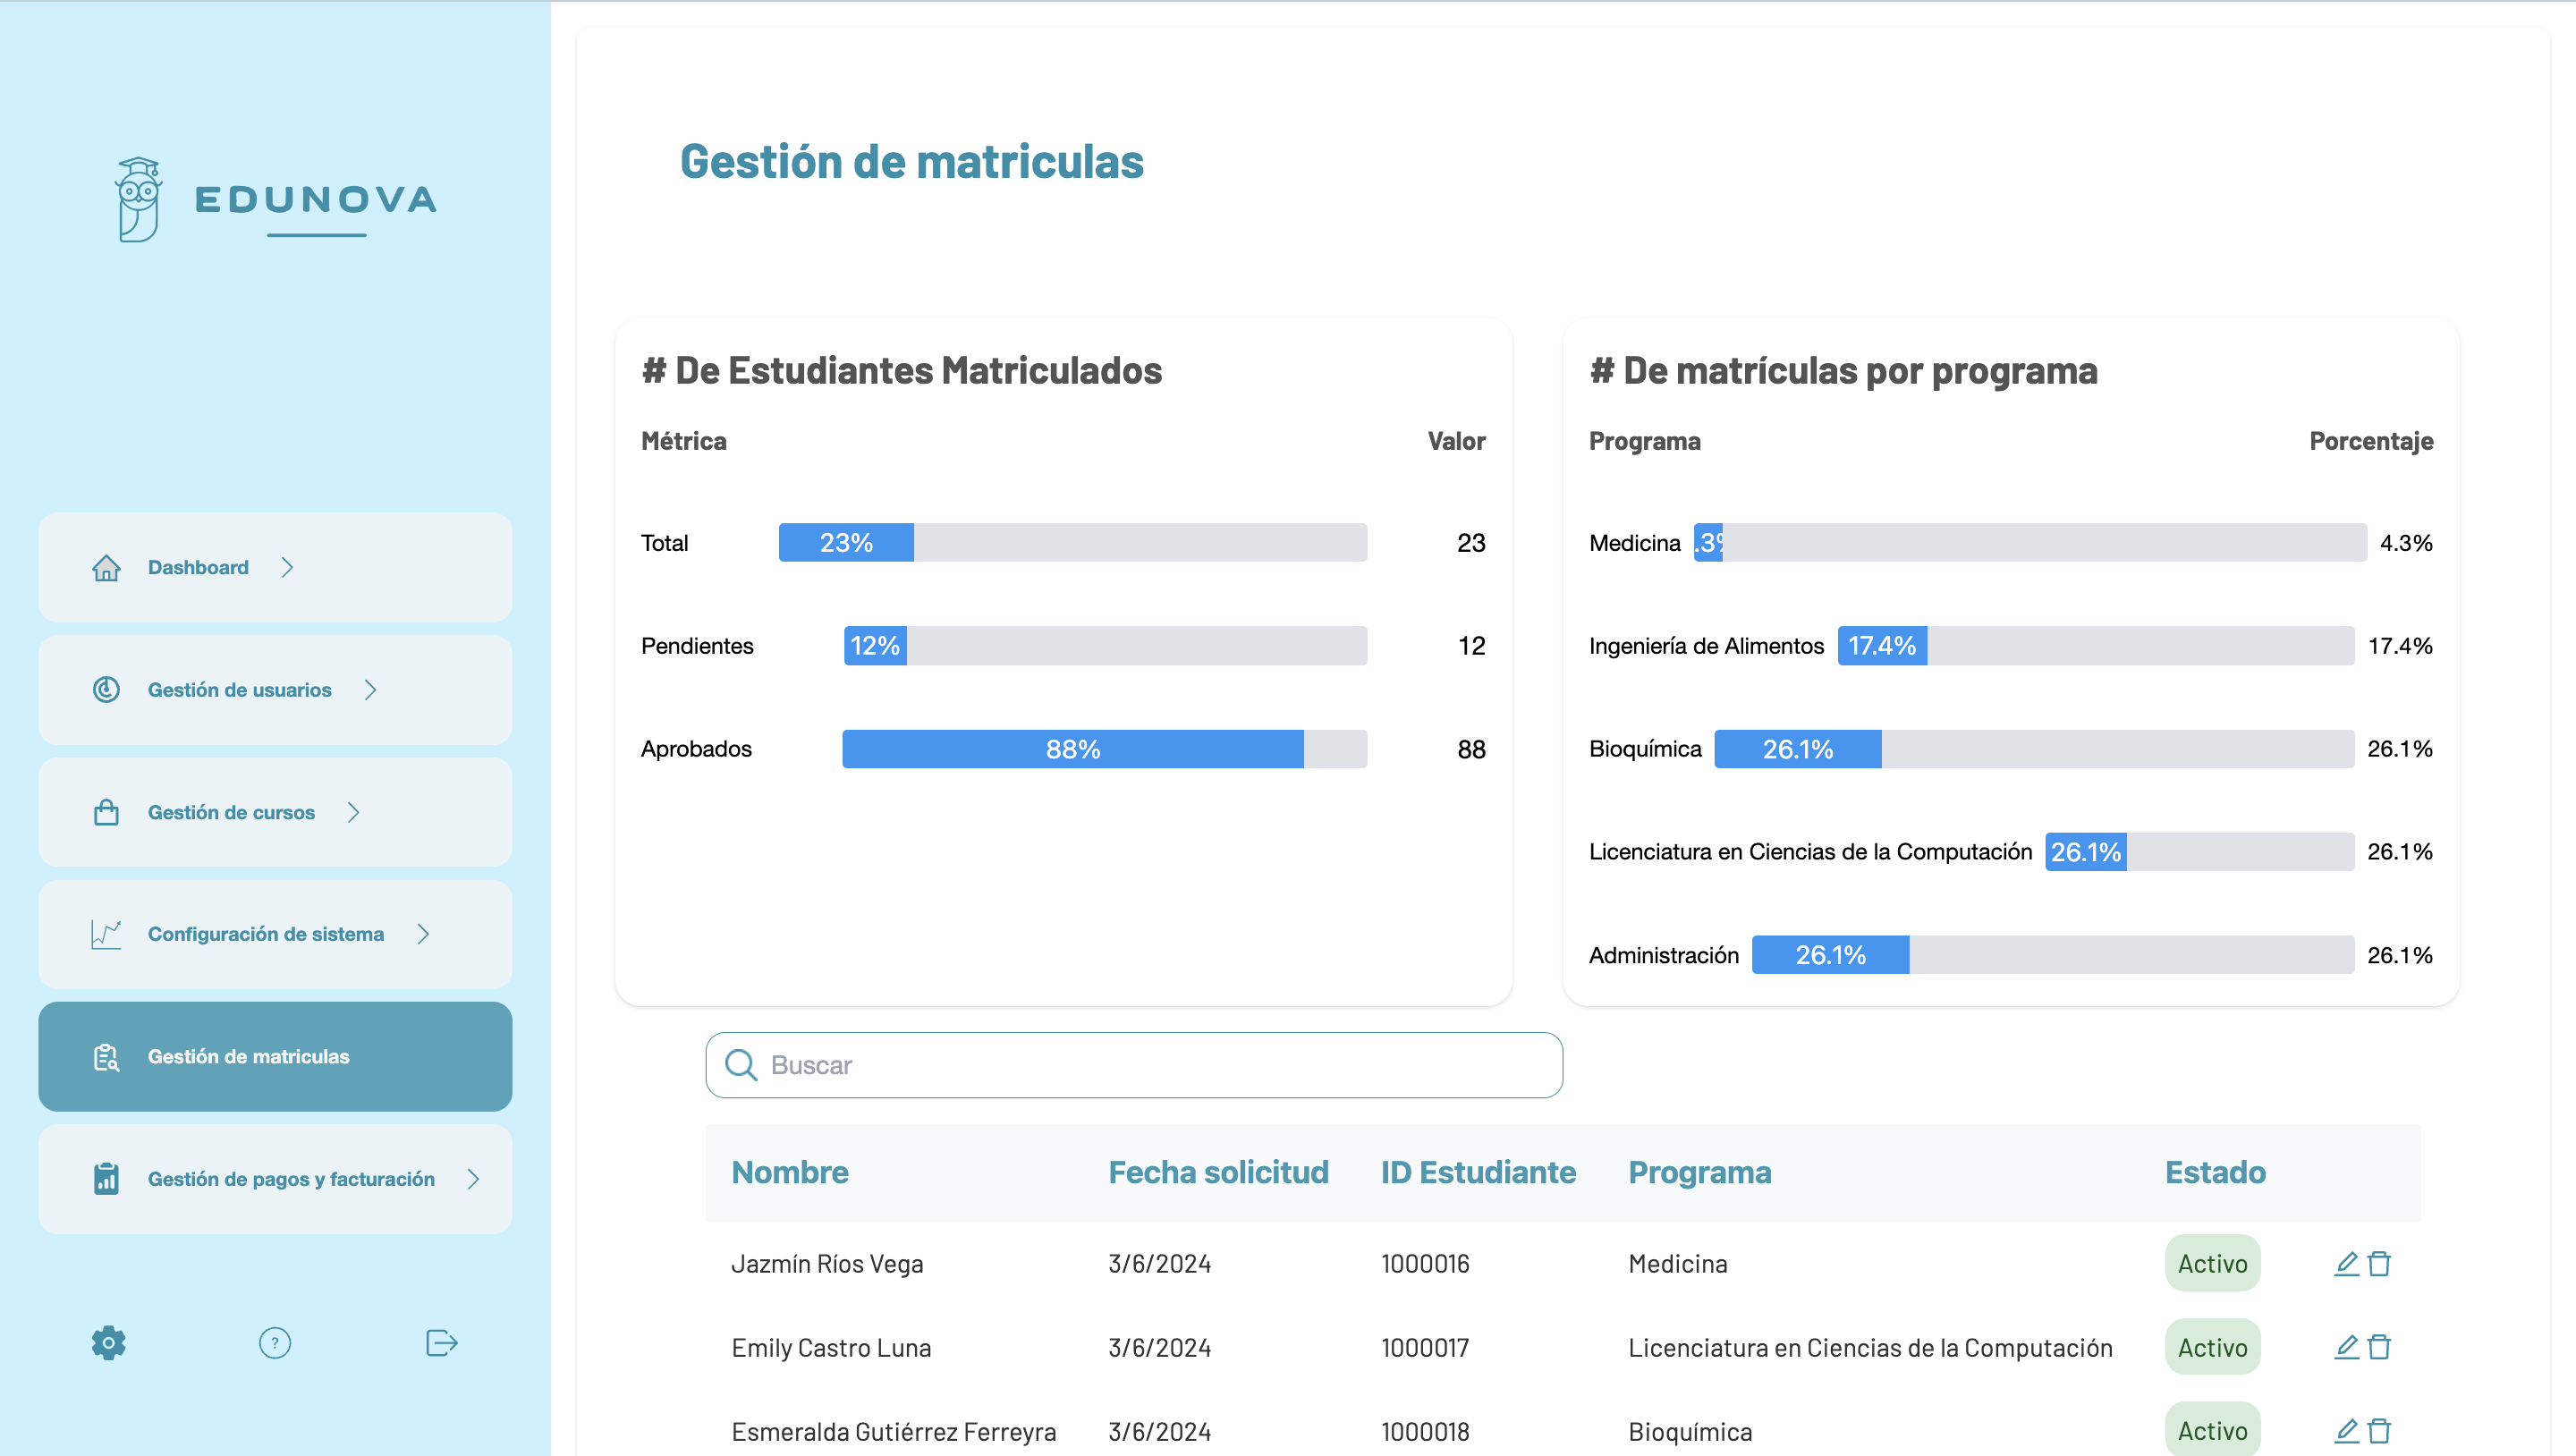 EDUNOVA
Dashboard
Gestión de usuarios
Gestión de cursos
Configuración de sistema
Gestión de matriculas
Gestión de pagos y facturación
?
Gestión de matriculas
# De Estudiantes Matriculados
Métrica Valor
Total 23% 23
Pendientes 12% 12
Aprobados 88% 88
# De matrículas por programa
Programa Porcentaje
Medicina .3% 4.3%
Ingeniería de Alimentos 17.4% 17.4%
Bioquímica 26.1% 26.1%
Licenciatura en Ciencias de la Computación 26.1% 26.1%
Administración 26.1% 26.1%
Buscar
Nombre Fecha solicitud ID Estudiante Programa Estado
Jazmín Ríos Vega 3/6/2024 1000016 Medicina Activo
Emily Castro Luna 3/6/2024 1000017 Licenciatura en Ciencias de la Computación Activo
Esmeralda Gutiérrez Ferreyra 3/6/2024 1000018 Bioquímica Activo